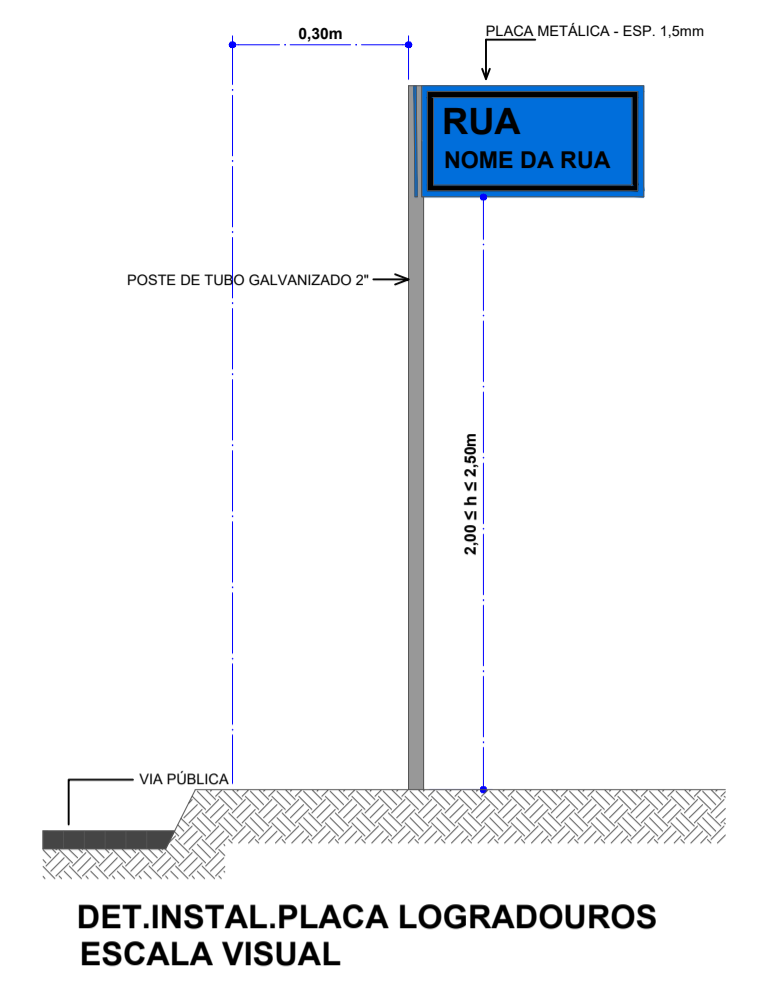 0,30m
PLACA METÁLICA - ESP. 1,5mm
RUA
NOME DA RUA
POSTE DE TUBO GALVANIZADO 2"
2,00 ≤ h ≤ 2,50m
VIA PÚBLICA
DET.INSTAL.PLACA LOGRADOUROS
ESCALA VISUAL